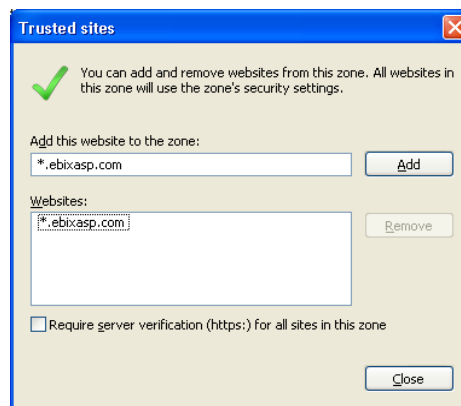 Trusted sites
You can add and remove websites from this zone. All websites in
this zone will use the zone's security settings.
Add this website to the zone:
*.ebixasp.com
Add
Websites:
*.ebixasp.com
Remove
Require server verification (https:) for all sites in this zone
Close